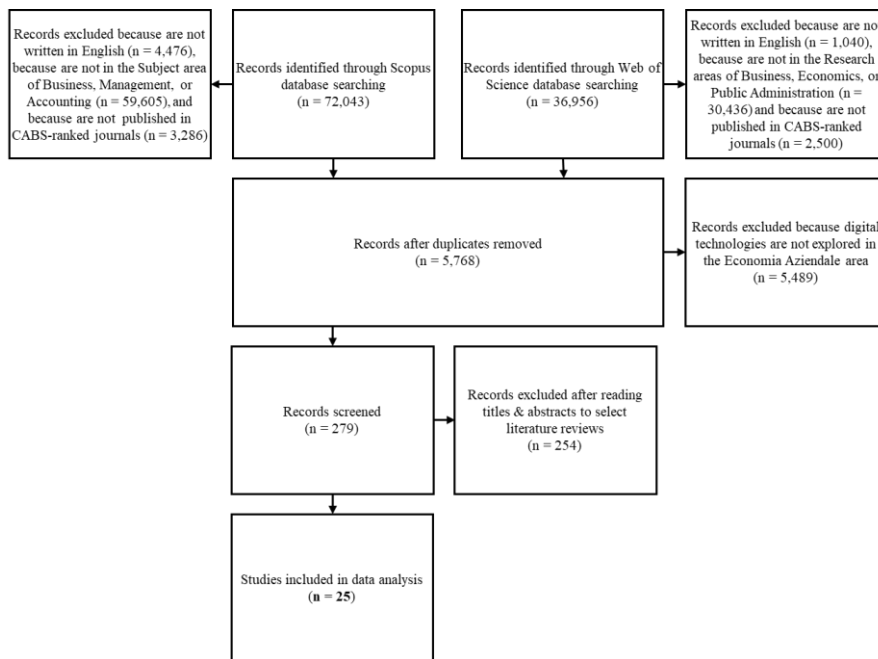 Records excluded because are not
written in English (n = 4,476),
because are not in the Subject area
of Business, Management, or
Accounting (n = 59,605), and
because are not published in
CABS-ranked journals (n = 3,286)
Records identified through Scopus
database searching
(n = 72,043)
Records identified through Web of
Science database searching
(n = 36,956)
Records excluded because are not
written in English (n = 1,040),
because are not in the Research
areas of Business, Economics, or
Public Administration (n =
30,436) and because are not
published in CABS-ranked
journals (n = 2,500)
Records after duplicates removed
(n = 5,768)
Records excluded because digital
technologies are not explored in
the Economia Aziendale area
(n = 5,489)
Records screened
(n = 279)
Records excluded after reading
titles & abstracts to select
literature reviews
(n = 254)
Studies included in data analysis
(n = 25)